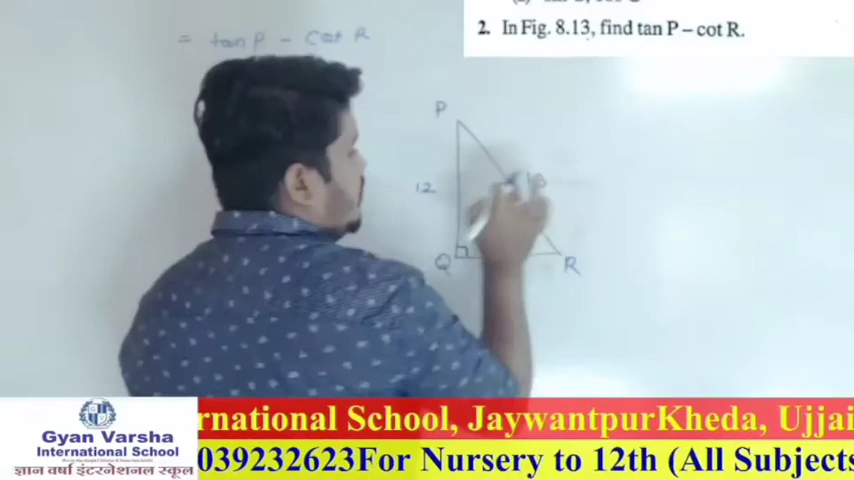 2. In Fig. 8.13, find tan P – cot R.
= tan P - cot R
P
12
Q
R
rnational School, JaywantpurKheda, Ujjai
039232623For Nursery to 12th (All Subjects
Gyan Varsha
International School
ज्ञान वर्षा इंटरनेशनल स्कूल